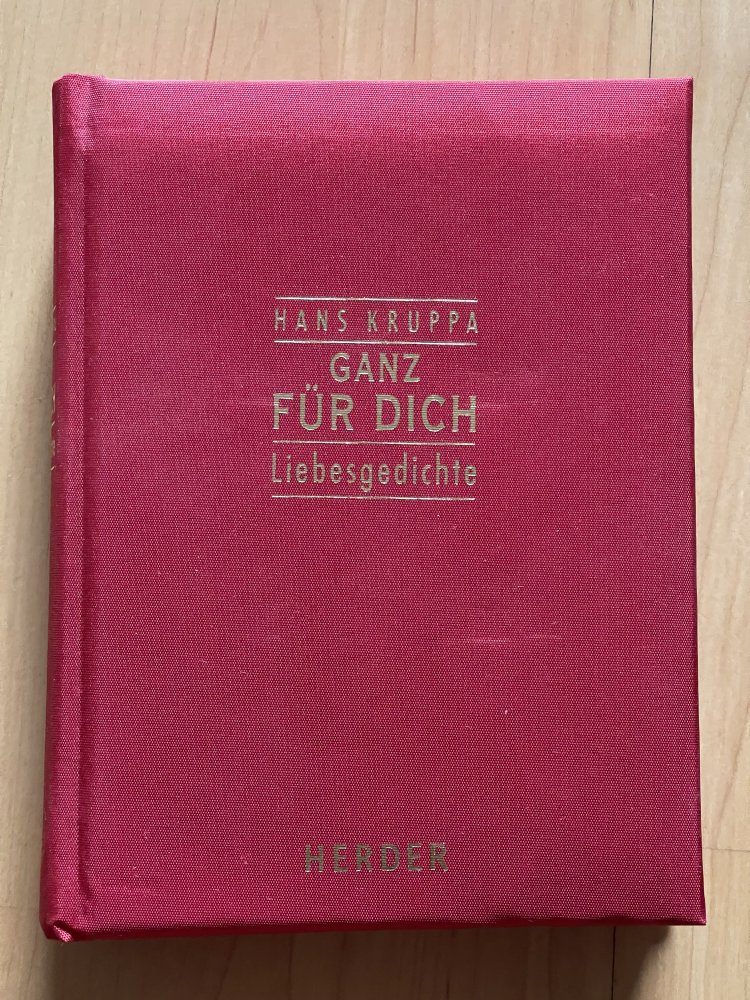 HANS KRUPPA
GANZ
FÜR DICH
Liebesgedichte
HERDER